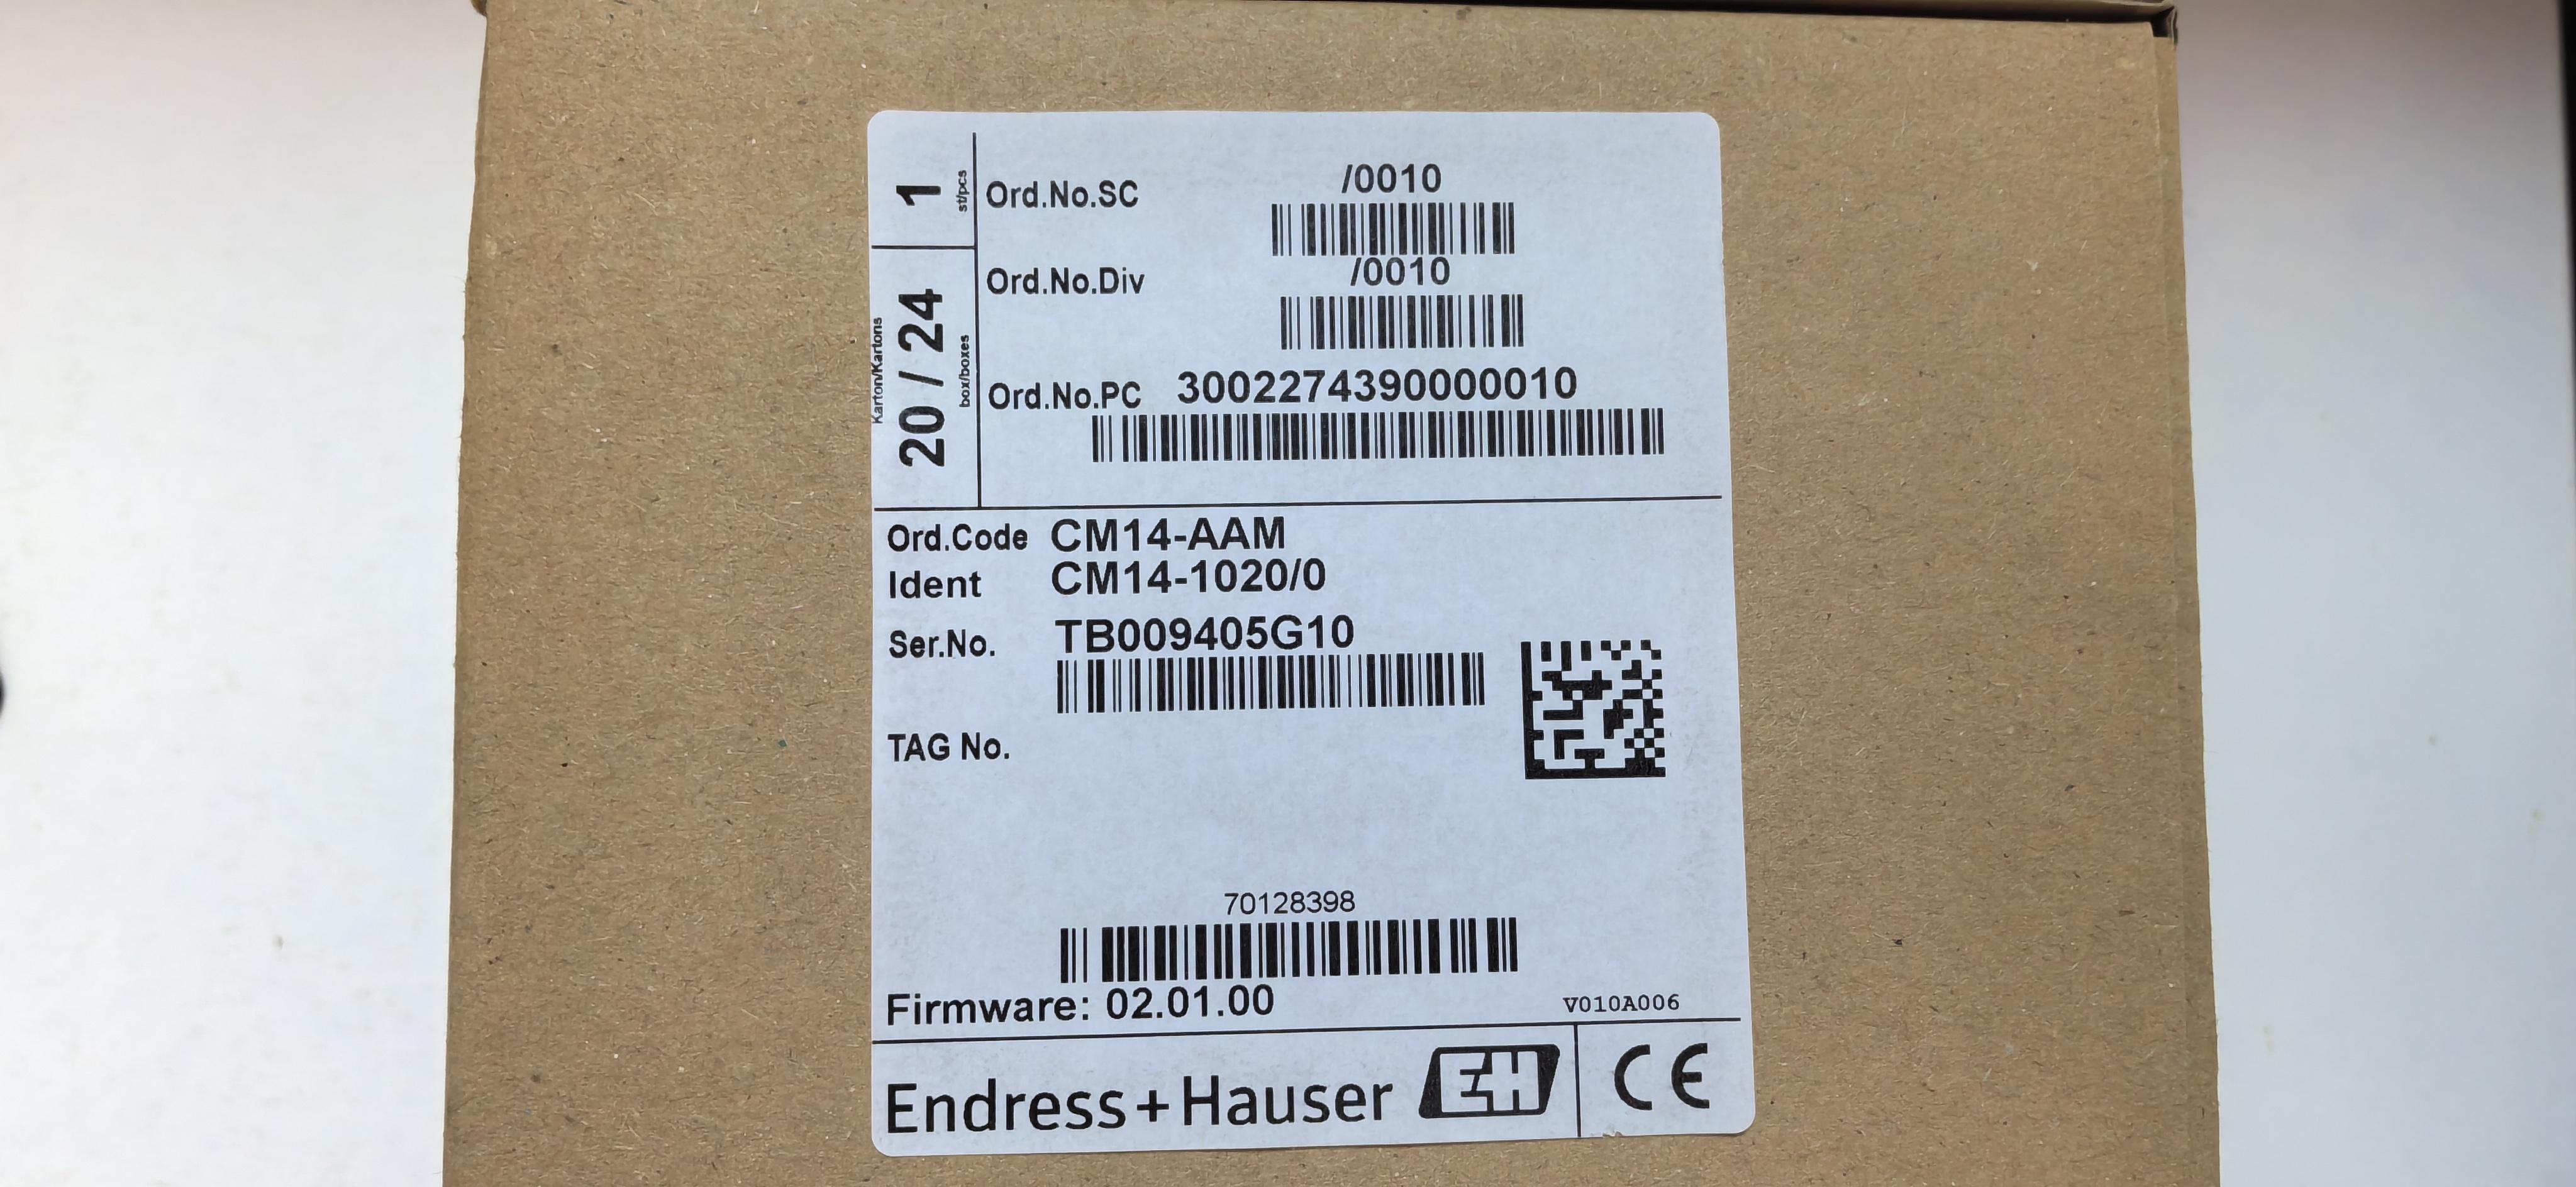 1
st/pcs
Ord.No.SC /0010
Ord.No.Div /0010
Karton/Kartons
20 / 24
box/boxes
Ord.No.PC 3002274390000010
Ord.Code CM14-AAM
Ident CM14-1020/0
Ser.No. TB009405G10
TAG No.
70128398
Firmware: 02.01.00
V010A006
Endress+Hauser EH CE